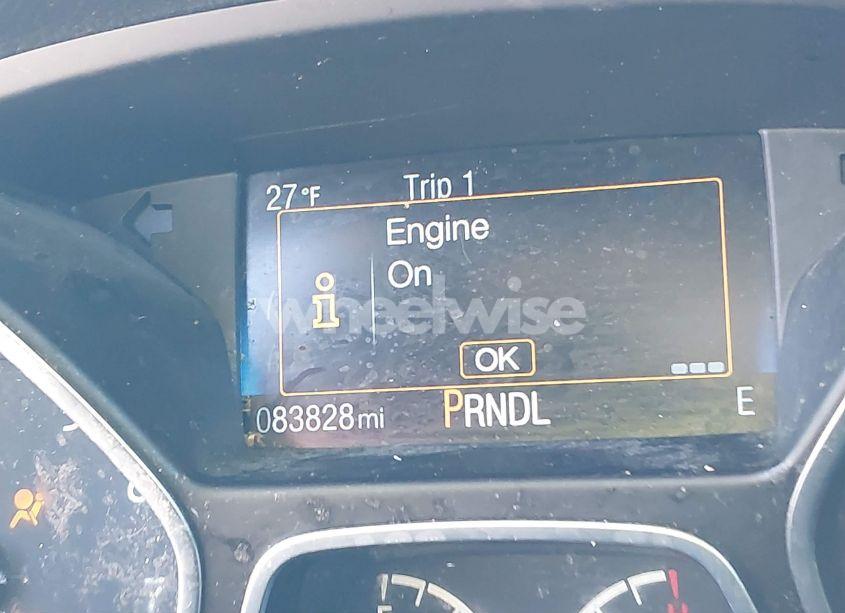 27°F Trip 1
Engine
On
i
wheelwise
OK
083828mi PRNDL E
E H